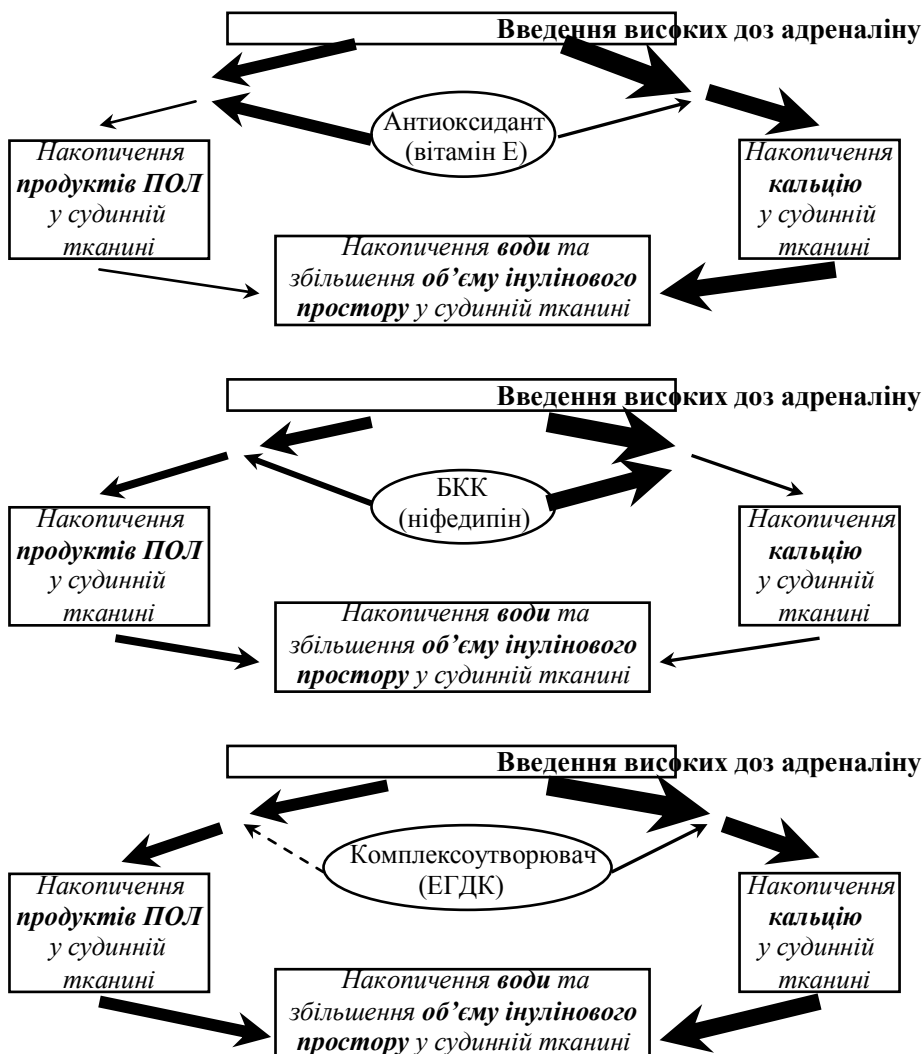 Введення високих доз адреналіну
Антиоксидант
(вітамін Е)
Накопичення
продуктів ПОЛ
у судинній
тканині
Накопичення
кальцію
у судинній
тканині
Накопичення води та
збільшення об’єму інулінового
простору у судинній тканині
Введення високих доз адреналіну
БКК
(ніфедипін)
Накопичення
продуктів ПОЛ
у судинній
тканині
Накопичення
кальцію
у судинній
тканині
Накопичення води та
збільшення об’єму інулінового
простору у судинній тканині
Введення високих доз адреналіну
Комплексоутворювач
(ЕГДК)
Накопичення
продуктів ПОЛ
у судинній
тканині
Накопичення
кальцію
у судинній
тканині
Накопичення води та
збільшення об’єму інулінового
простору у судинній тканині